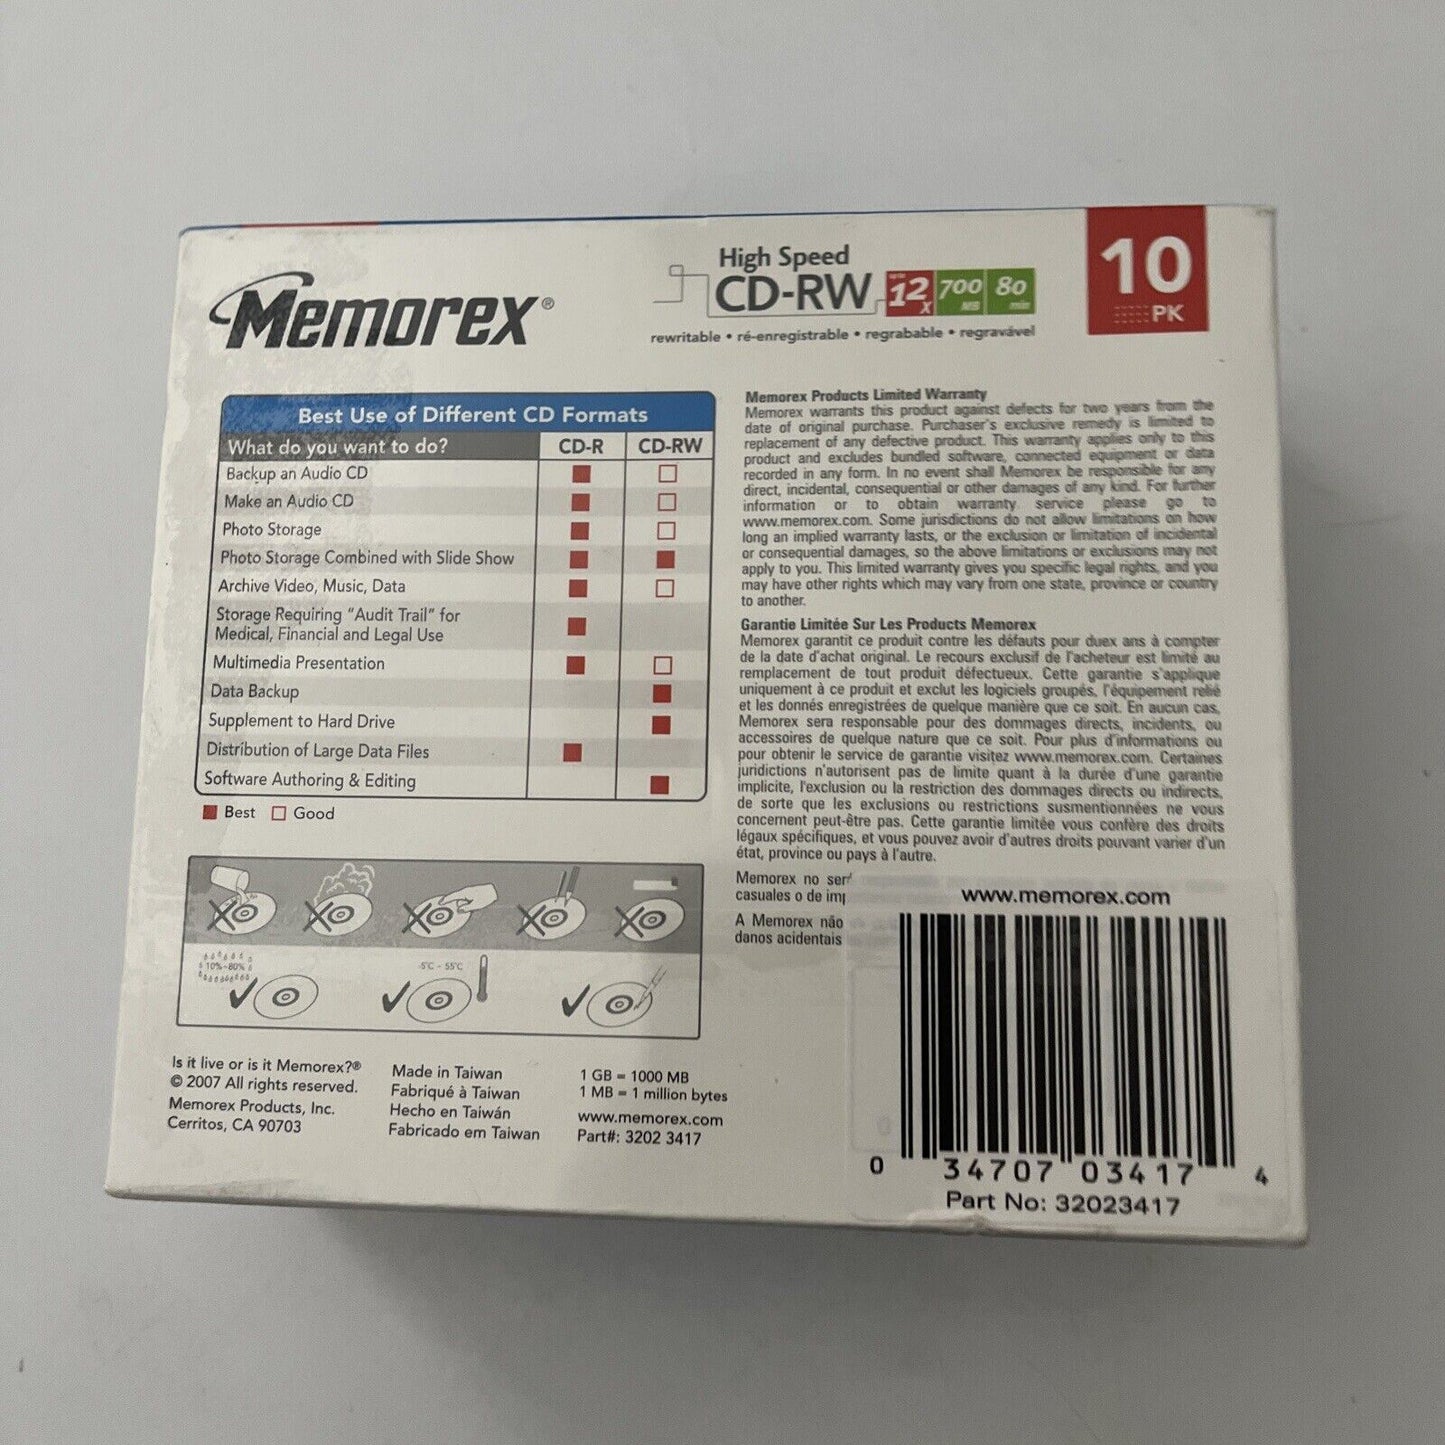 Memorex®
High Speed
CD-RW up to 12x 700 MB 80 min
rewritable • ré-enregistrable • regrabable • regravável
10
PK
Best Use of Different CD Formats
What do you want to do? CD-R CD-RW
Backup an Audio CD
Make an Audio CD
Photo Storage
Photo Storage Combined with Slide Show
Archive Video, Music, Data
Storage Requiring "Audit Trail" for
Medical, Financial and Legal Use
Multimedia Presentation
Data Backup
Supplement to Hard Drive
Distribution of Large Data Files
Software Authoring & Editing
Best Good
10%-80%
-5°C - 55°C
Is it live or is it Memorex?®
© 2007 All rights reserved.
Memorex Products, Inc.
Cerritos, CA 90703
Made in Taiwan
Fabriqué à Taiwan
Hecho en Taiwán
Fabricado em Taiwan
1 GB = 1000 MB
1 MB = 1 million bytes
www.memorex.com
Part#: 3202 3417
Memorex Products Limited Warranty
Memorex warrants this product against defects for two years from the
date of original purchase. Purchaser's exclusive remedy is limited to
replacement of any defective product. This warranty applies only to this
product and excludes bundled software, connected equipment or data
recorded in any form. In no event shall Memorex be responsible for any
direct, incidental, consequential or other damages of any kind. For further
information or to obtain warranty service please go to
www.memorex.com. Some jurisdictions do not allow limitations on how
long an implied warranty lasts, or the exclusion or limitation of incidental
or consequential damages, so the above limitations or exclusions may not
apply to you. This limited warranty gives you specific legal rights, and you
may have other rights which may vary from one state, province or country
to another.
Garantie Limitée Sur Les Products Memorex
Memorex garantit ce produit contre les défauts pour duex ans à compter
de la date d'achat original. Le recours exclusif de l'acheteur est limité au
remplacement de tout produit défectueux. Cette garantie s'applique
uniquement à ce produit et exclut les logiciels groupés, l'équipement relié
et les donnés enregistrées de quelque manière que ce soit. En aucun cas,
Memorex sera responsable pour des dommages directs, incidents, ou
accessoires de quelque nature que ce soit. Pour plus d'informations ou
pour obtenir le service de garantie visitez www.memorex.com. Certaines
juridictions n'autorisent pas de limite quant à la durée d'une garantie
implicite, l'exclusion ou la restriction des dommages directs ou indirects,
de sorte que les exclusions ou restrictions susmentionnées ne vous
concernent peut-être pas. Cette garantie limitée vous confère des droits
légaux spécifiques, et vous pouvez avoir d'autres droits pouvant varier d'un
état, province ou pays à l'autre.
Memorex no ser
casuales o de imp
A Memorex não
danos acidentais
www.memorex.com
0 34707 03417 4
Part No: 32023417